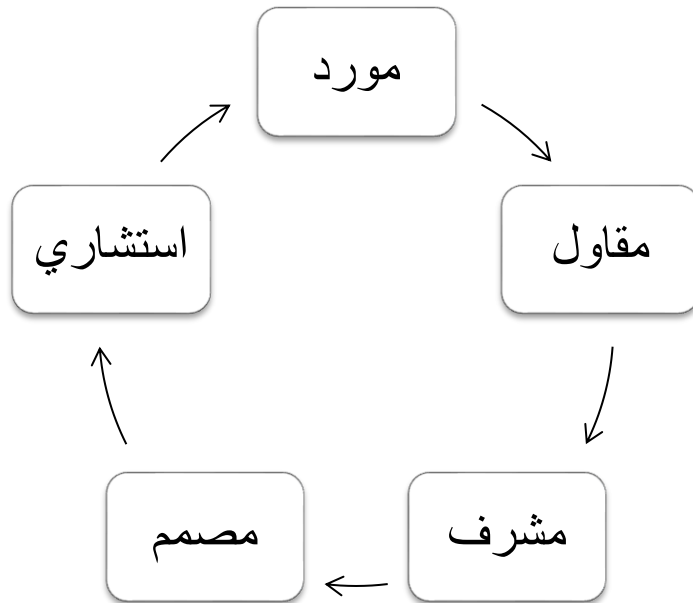 مورد
مقاول
مشرف
مصمم
استشاري